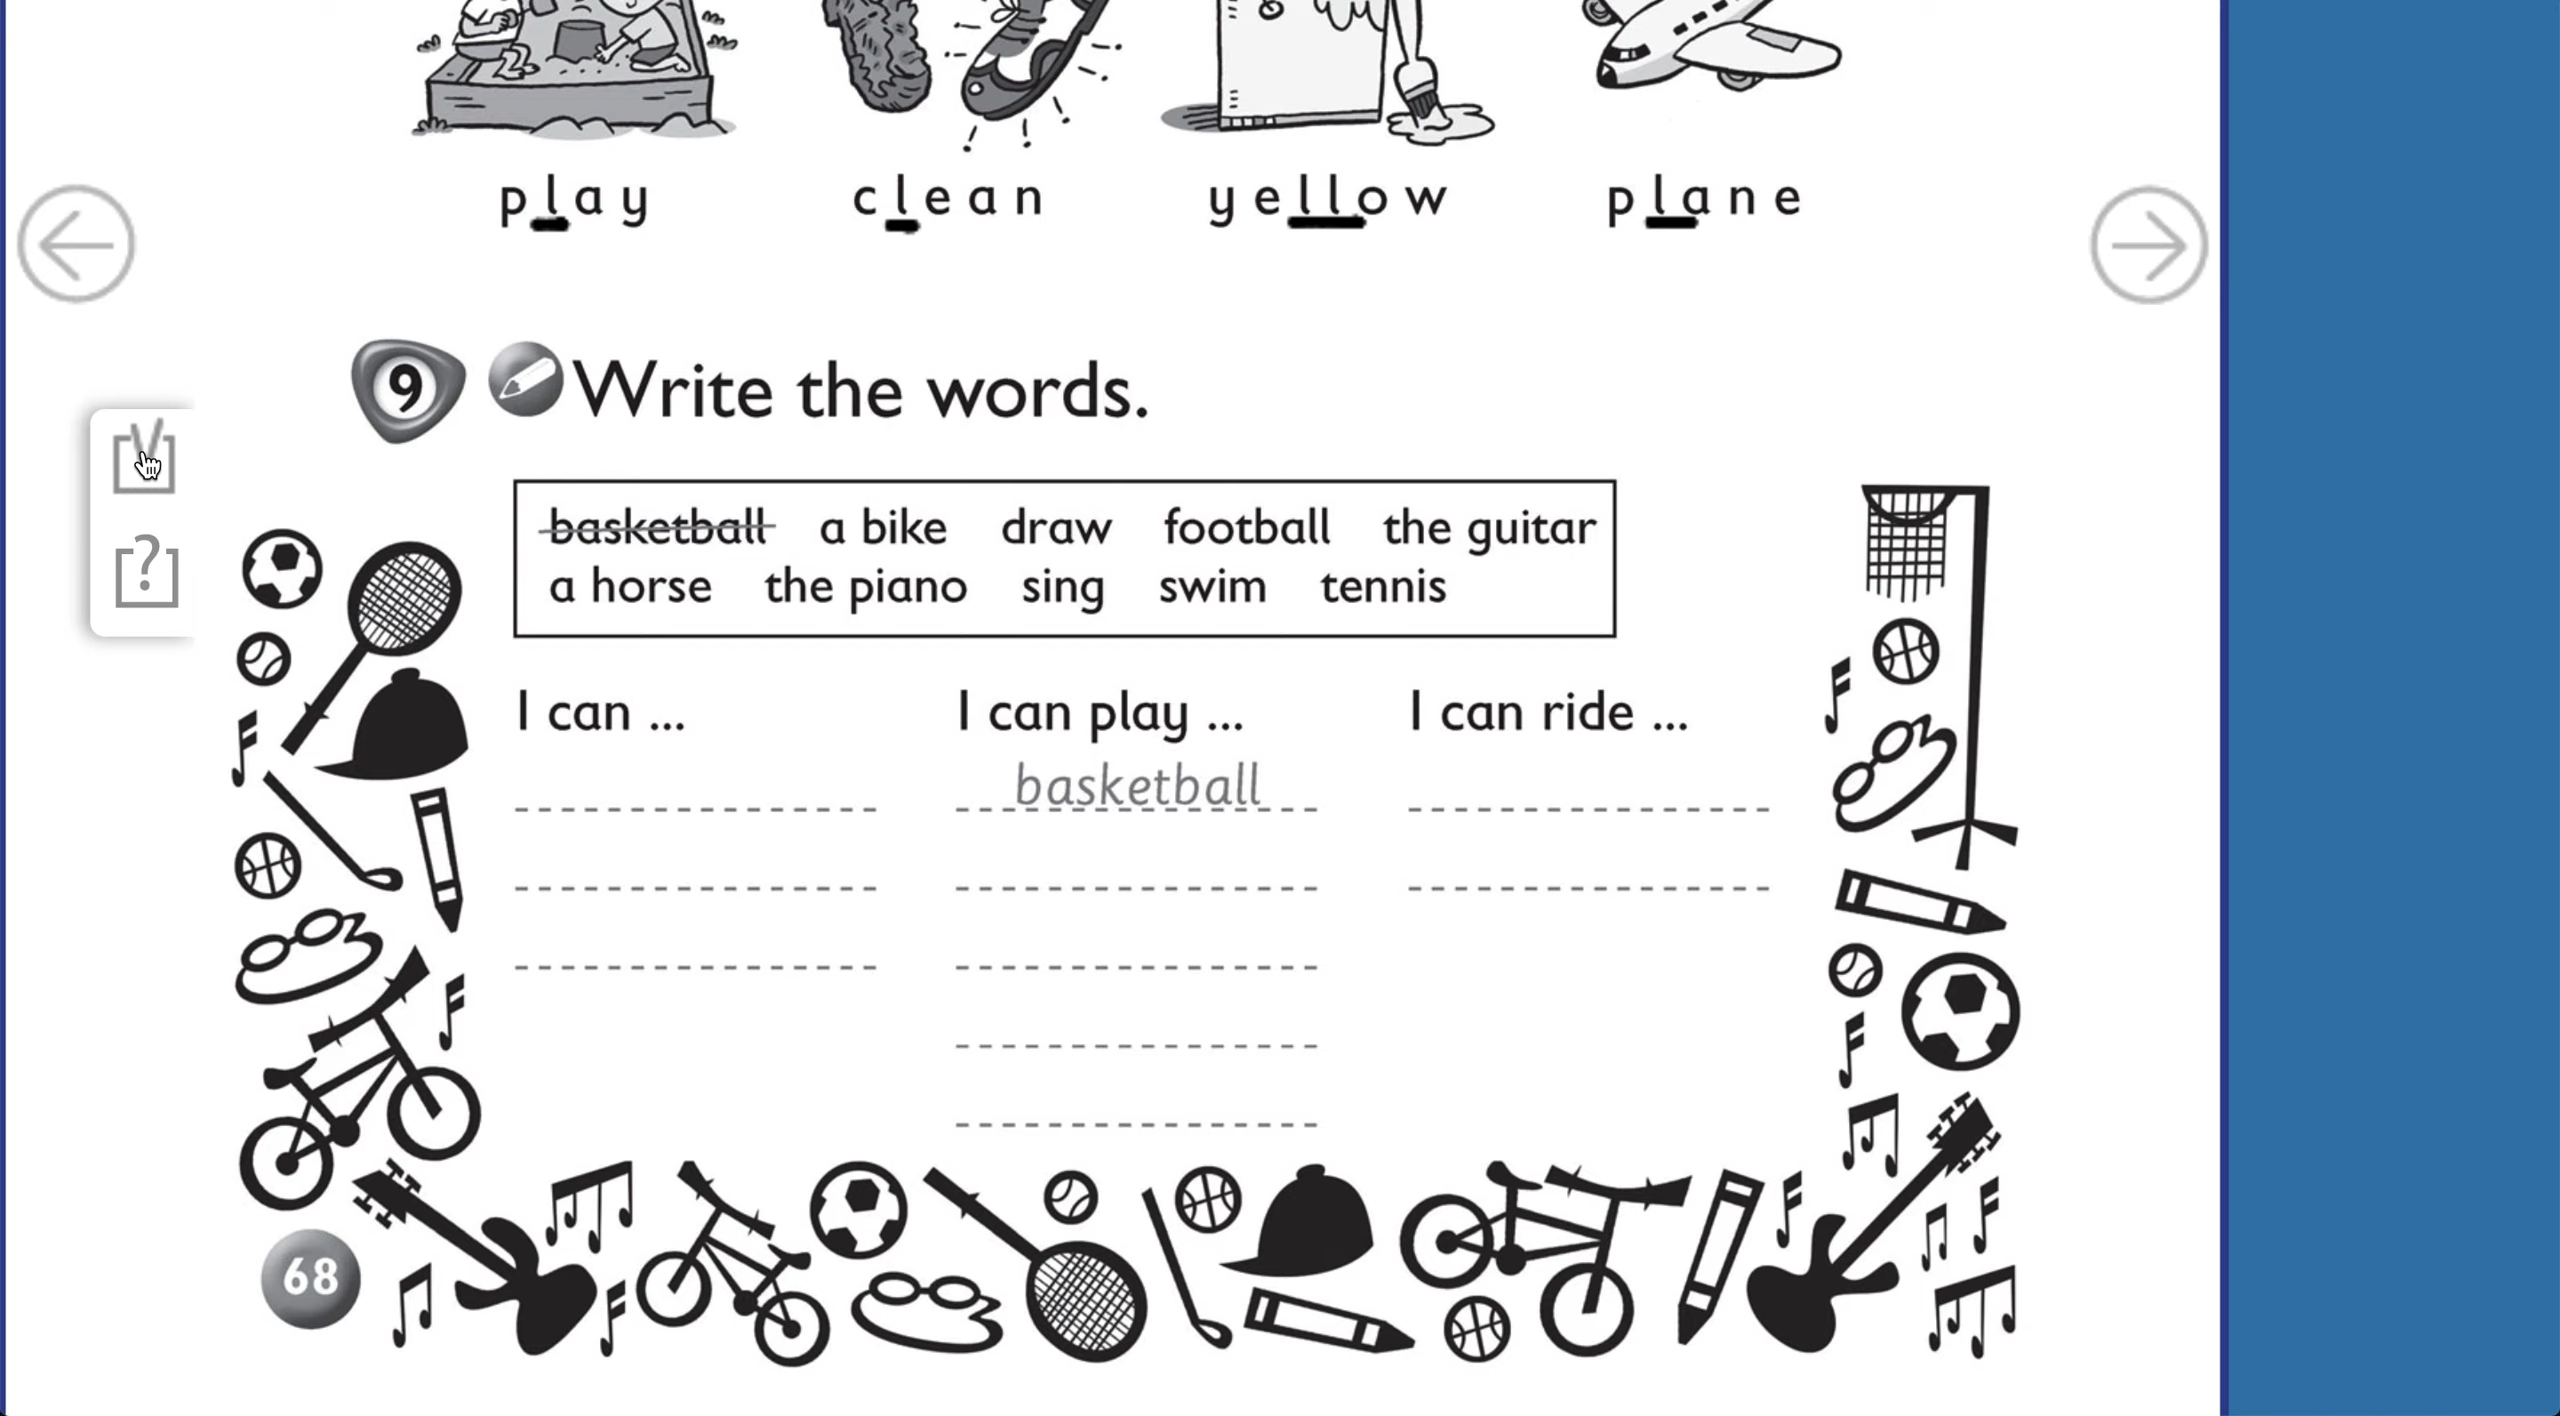 play clean yellow plane
9 Write the words.
basketball a bike draw football the guitar
a horse the piano sing swim tennis
I can ... I can play ... I can ride ...
basketball
68